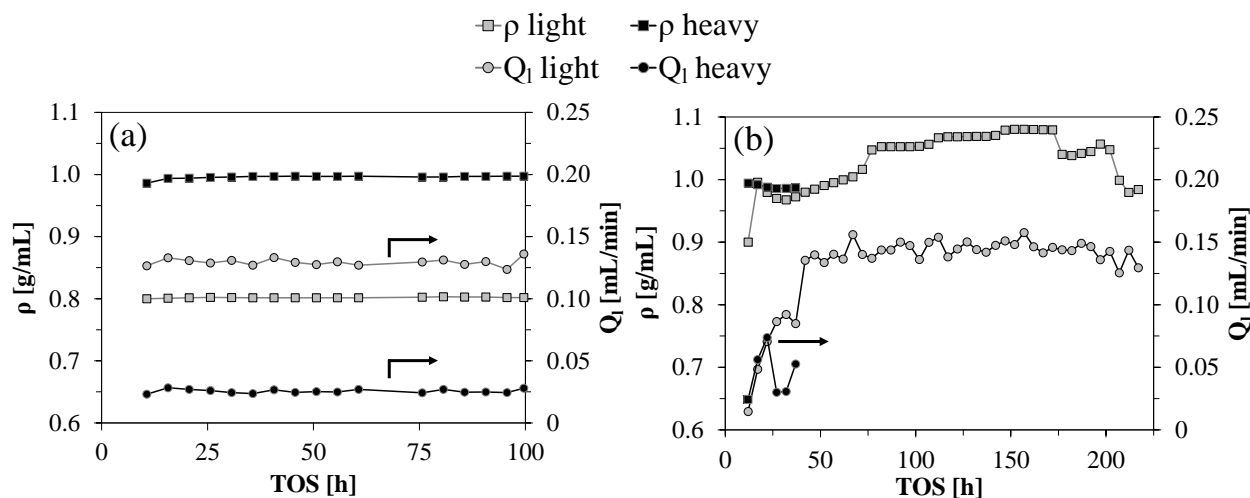 ρ light ρ heavy
Q_l light Q_l heavy
(a)
1.1
1.0
0.9
0.8
0.7
0.6
ρ [g/mL]
0.25
0.20
0.15
0.10
0.05
0
Q_l [mL/min]
0 25 50 75 100
TOS [h]
(b)
1.1
1.0
0.9
0.8
0.7
0.6
ρ [g/mL]
0.25
0.20
0.15
0.10
0.05
0
Q_l [mL/min]
0 50 100 150 200
TOS [h]